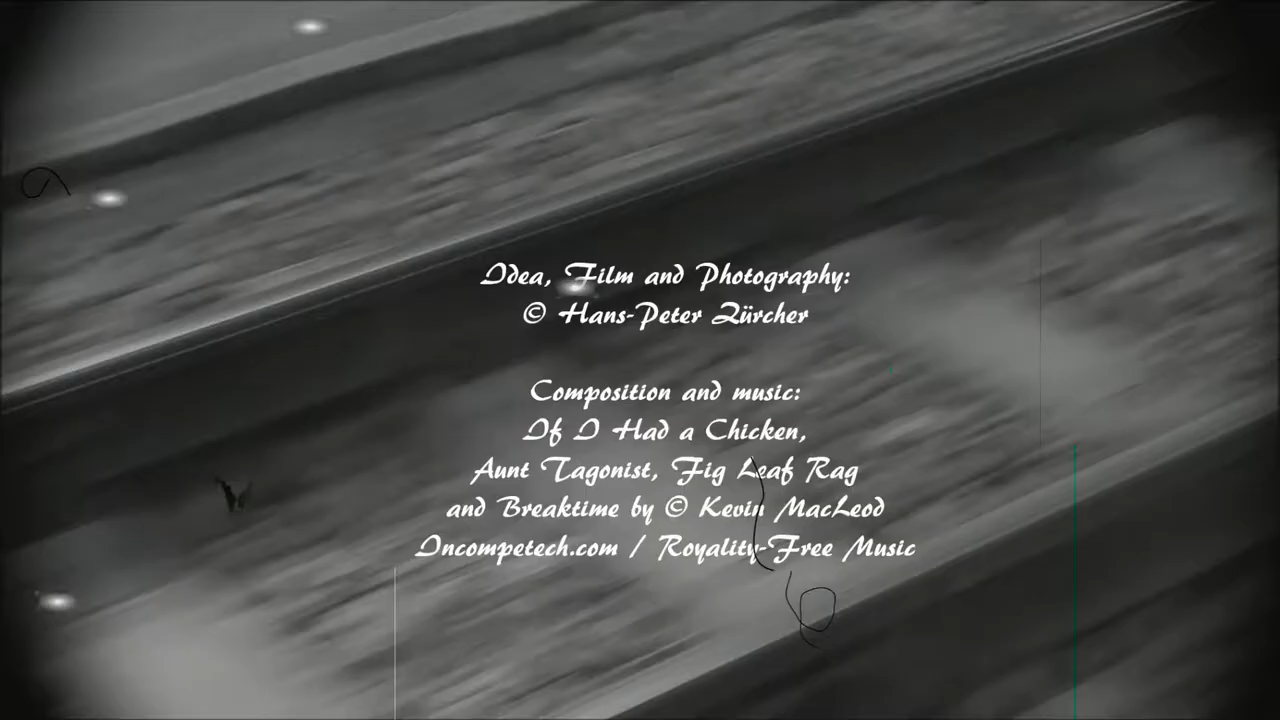 Idea, Film and Photography:
© Hans-Peter Zürcher
Composition and music:
If I Had a Chicken,
Aunt Tagonist, Fig Leaf Rag
and Breaktime by © Kevin MacLeod
Incompetech.com / Royality-Free Music